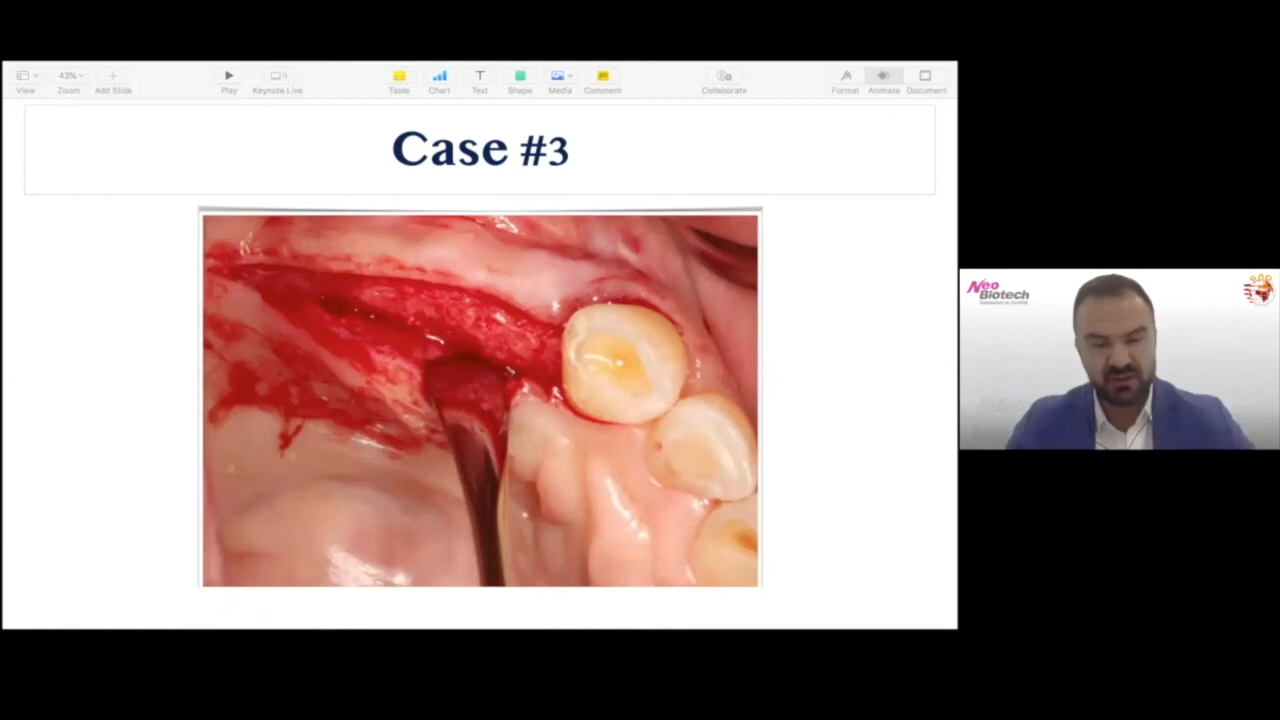 43%
View
Zoom
Add Slide
Play
Keynote Live
Table
Chart
Text
Shape
Media
Comment
Collaborate
Format
Animate
Document
Case #3
Neo
Biotech